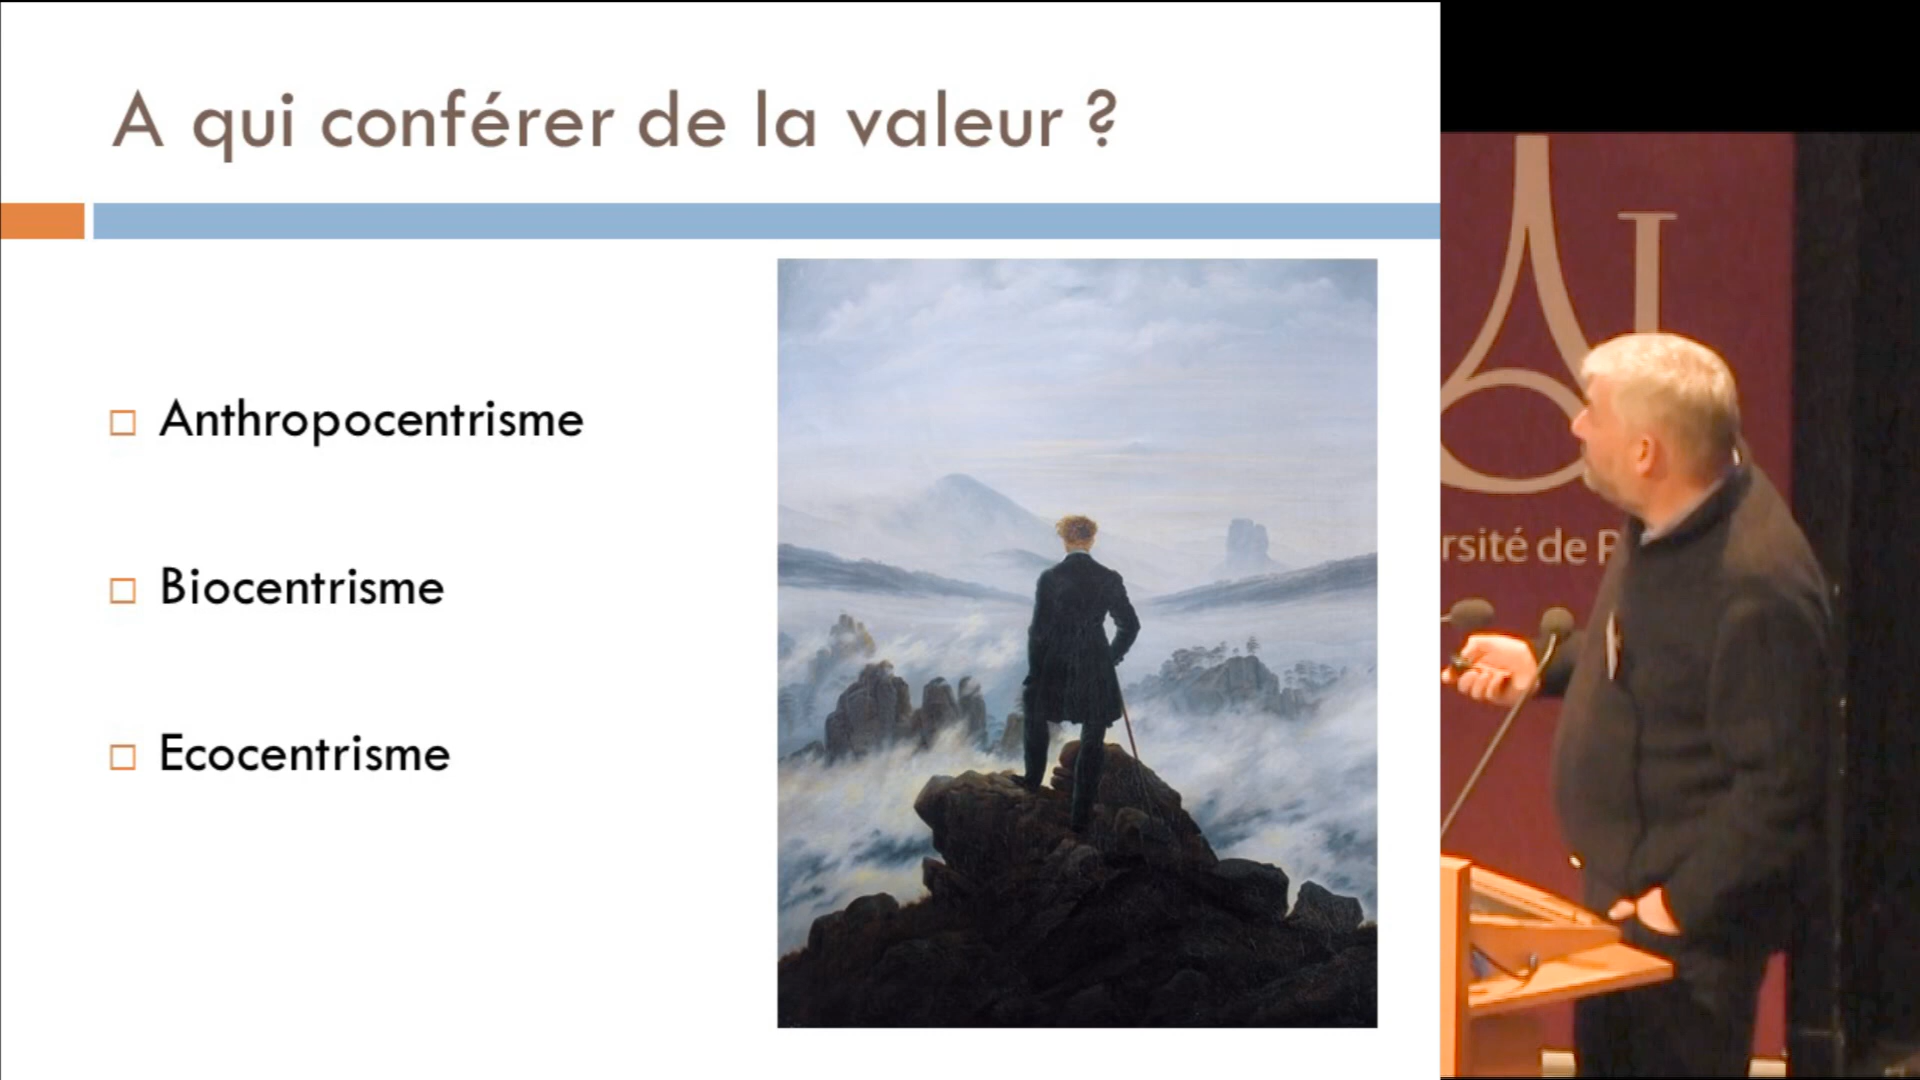 A qui conférer de la valeur ?
Anthropocentrisme
Biocentrisme
Ecocentrisme
I
rsité de P